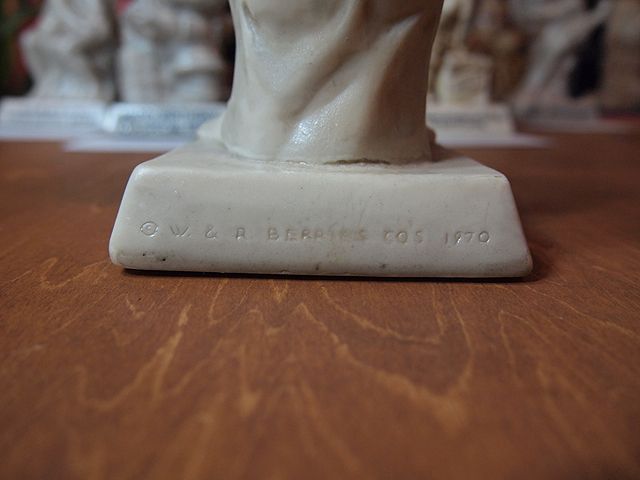 © W. & R. BERRIES COS 1970